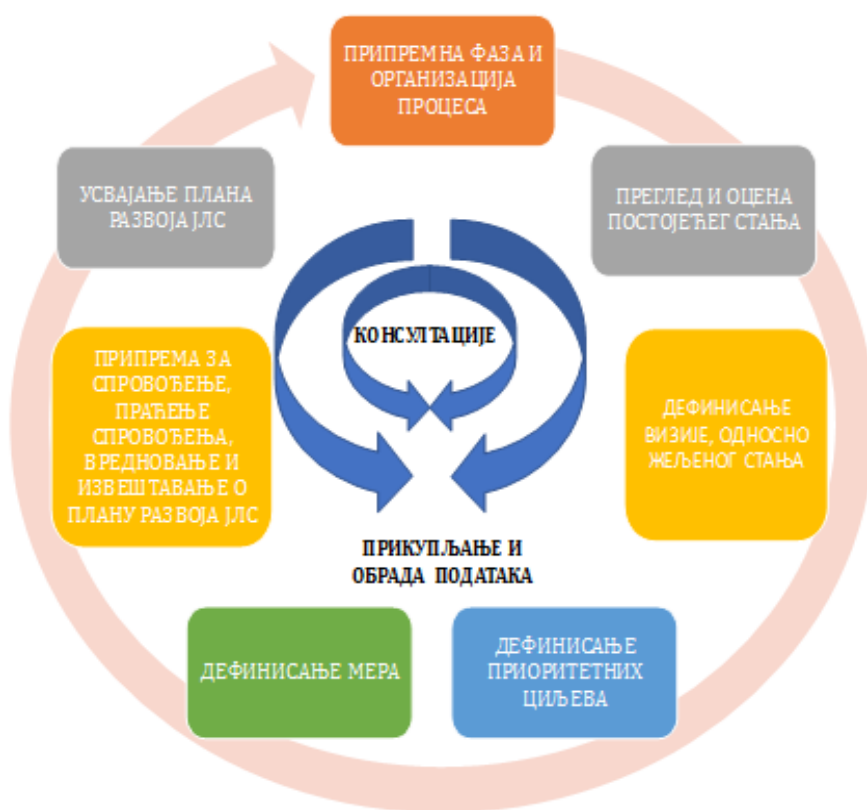 ПРИПРЕМНА ФАЗА И
ОРГАНИЗАЦИЈА
ПРОЦЕСА
ПРЕГЛЕД И ОЦЕНА
ПОСТОЈЕЋЕГ СТАЊА
ДЕФИНИСАЊЕ
ВИЗИЈЕ, ОДНОСНО
ЖЕЉЕНОГ СТАЊА
ДЕФИНИСАЊЕ
ПРИОРИТЕТНИХ
ЦИЉЕВА
ДЕФИНИСАЊЕ МЕРА
ПРИПРЕМА ЗА
СПРОВОЂЕЊЕ,
ПРАЋЕЊЕ
СПРОВОЂЕЊА,
ВРЕДНОВАЊЕ И
ИЗВЕШТАВАЊЕ О
ПЛАНУ РАЗВОЈА ЈЛС
УСВАЈАЊЕ ПЛАНА
РАЗВОЈА ЈЛС
КОНСУЛТАЦИЈЕ
ПРИКУПЉАЊЕ И
ОБРАДА ПОДАТАКА